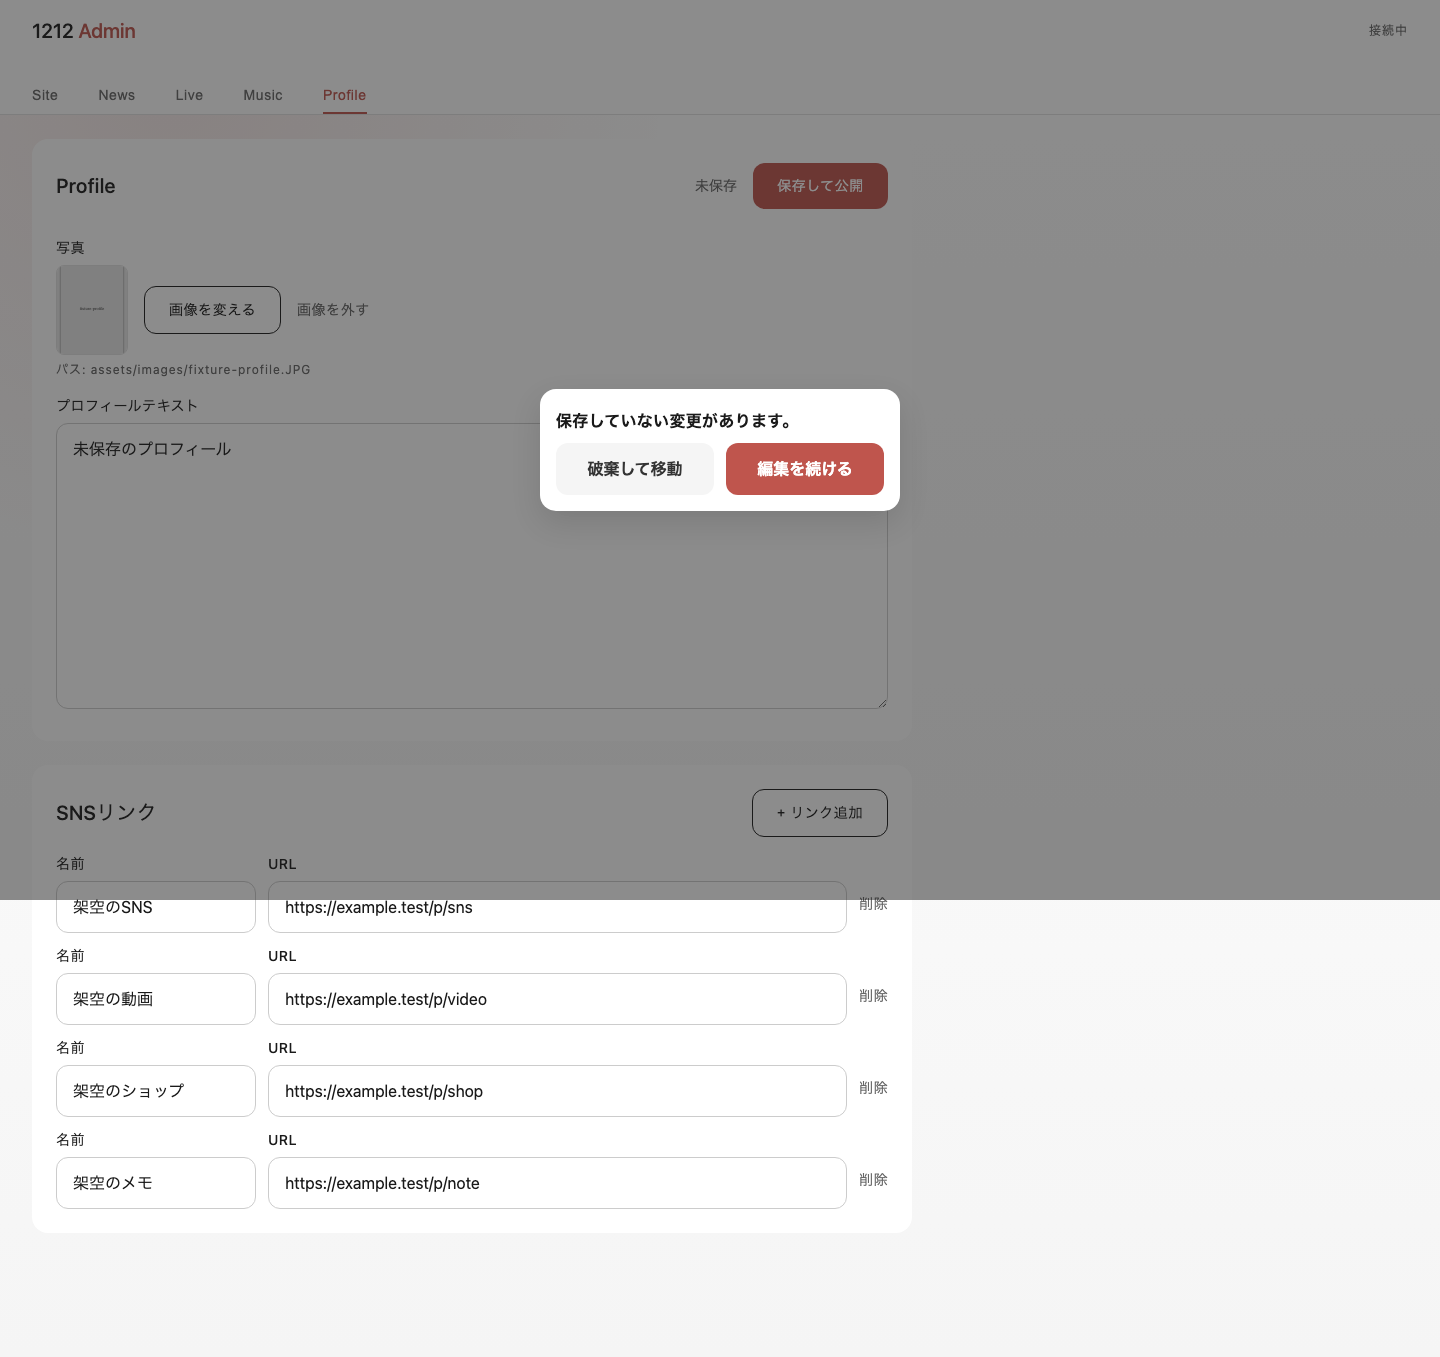 1212 Admin
接続中
Site
News
Live
Music
Profile
Profile
未保存
保存して公開
写真
画像を変える
画像を外す
パス: assets/images/fixture-profile.JPG
プロフィールテキスト
未保存のプロフィール
保存していない変更があります。
破棄して移動
編集を続ける
SNSリンク
+ リンク追加
名前
URL
架空のSNS
https://example.test/p/sns
削除
名前
URL
架空の動画
https://example.test/p/video
削除
名前
URL
架空のショップ
https://example.test/p/shop
削除
名前
URL
架空のメモ
https://example.test/p/note
削除